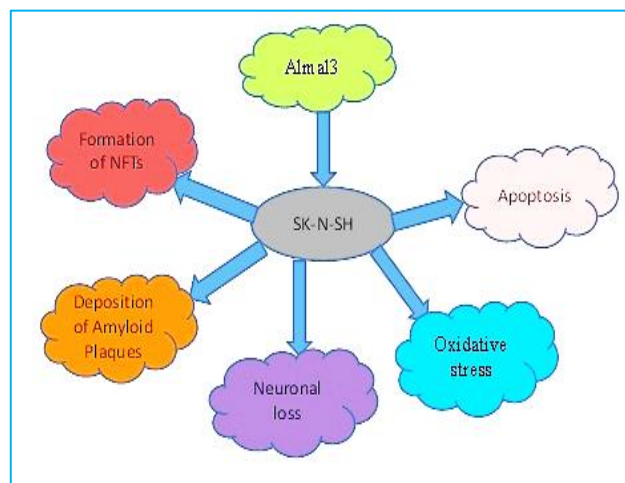 Almal3
Formation
of NFTs
Apoptosis
SK-N-SH
Deposition
of Amyloid
Plaques
Oxidative
stress
Neuronal
loss